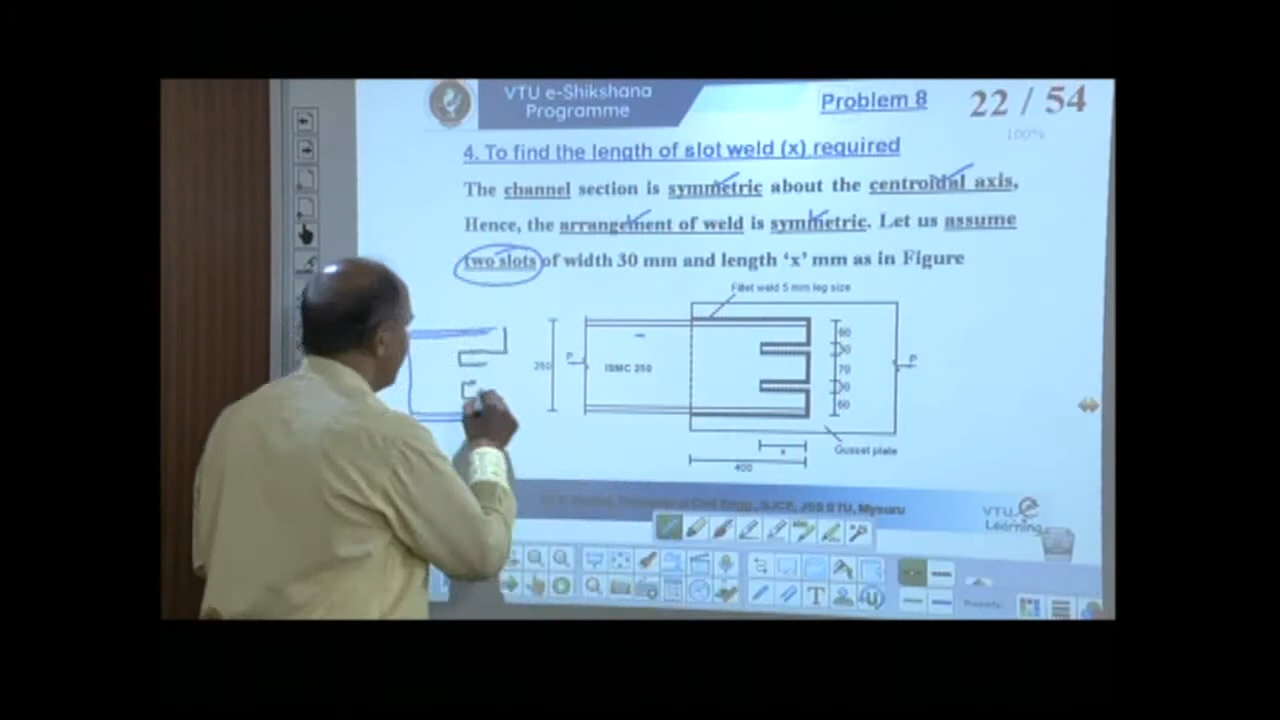 VTU e-Shikshana
Programme
Problem 8
22 / 54
100%
4. To find the length of slot weld (x) required
The channel section is symmetric about the centroidal axis,
Hence, the arrangement of weld is symmetric. Let us assume
two slots of width 30 mm and length ‘x’ mm as in Figure
Fillet weld 5 mm leg size
250
P
ISMC 250
60
70
60
P
x
400
Gusset plate
Mysuru
VTU e
Learning
T